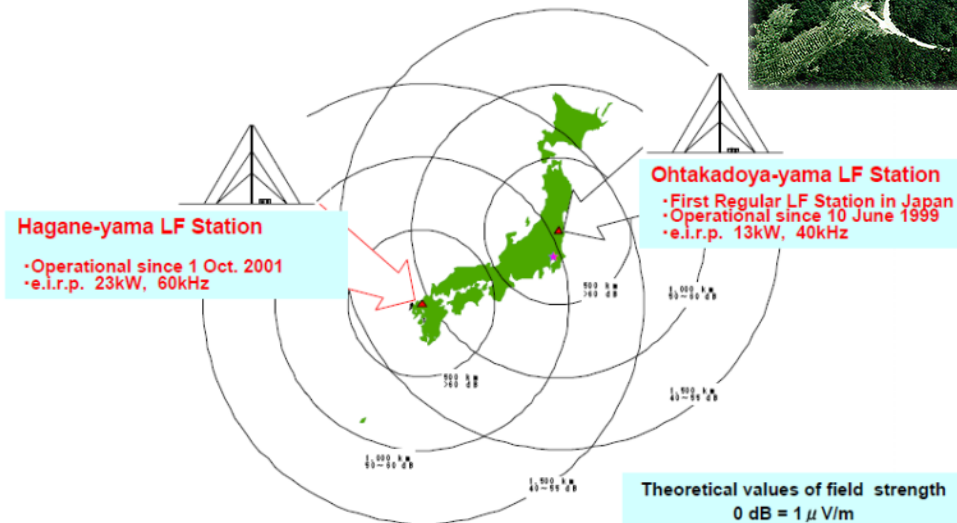 Ohtakadoya-yama LF Station
・First Regular LF Station in Japan
・Operational since 10 June 1999
・e.i.r.p. 13kW, 40kHz
Hagane-yama LF Station
・Operational since 1 Oct. 2001
・e.i.r.p. 23kW, 60kHz
500 km
>60 dB
1,000 km
50～60 dB
500 km
>60 dB
1,500 km
40～55 dB
1,000 km
50～60 dB
1,500 km
40～55 dB
Theoretical values of field strength
0 dB = 1 μ V/m